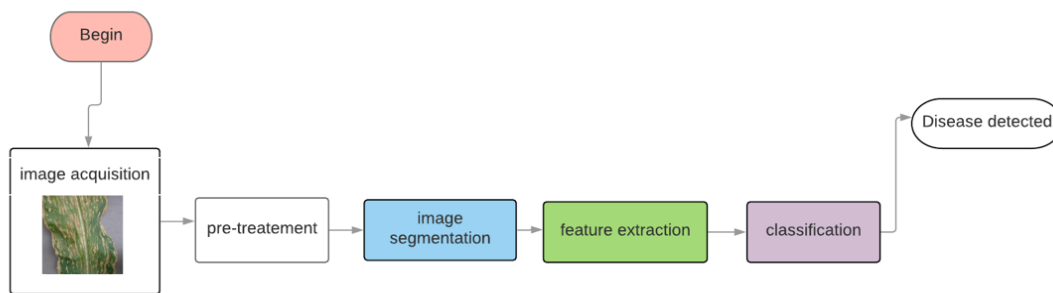 Begin
image acquisition
pre-treatement
image
segmentation
feature extraction
classification
Disease detected